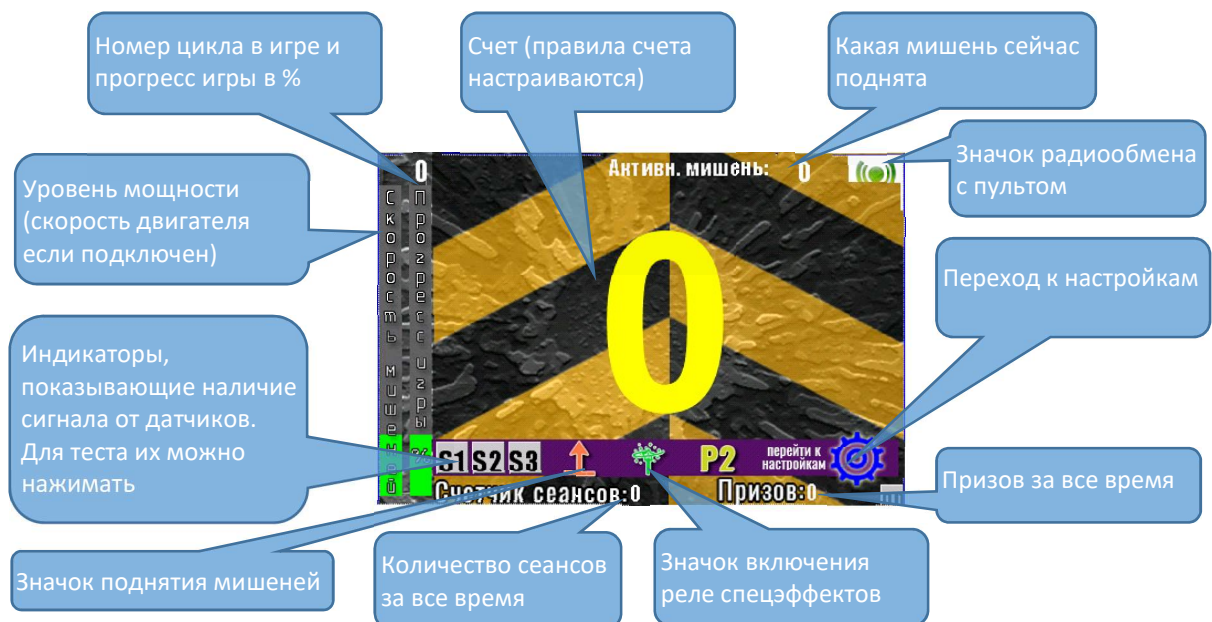 Номер цикла в игре и
прогресс игры в %
Счет (правила счета
настраиваются)
Какая мишень сейчас
поднята
Значок радиообмена
с пультом
Уровень мощности
(скорость двигателя
если подключен)
Переход к настройкам
Индикаторы,
показывающие наличие
сигнала от датчиков.
Для теста их можно
нажимать
Призов за все время
Значок поднятия мишеней
Количество сеансов
за все время
Значок включения
реле спецэффектов
0
Активн. мишень: 0
Скорость мишеней
Прогресс игры %
0
S1 S2 S3
P2
перейти к
настройкам
Счетчик сеансов:0
Призов:0